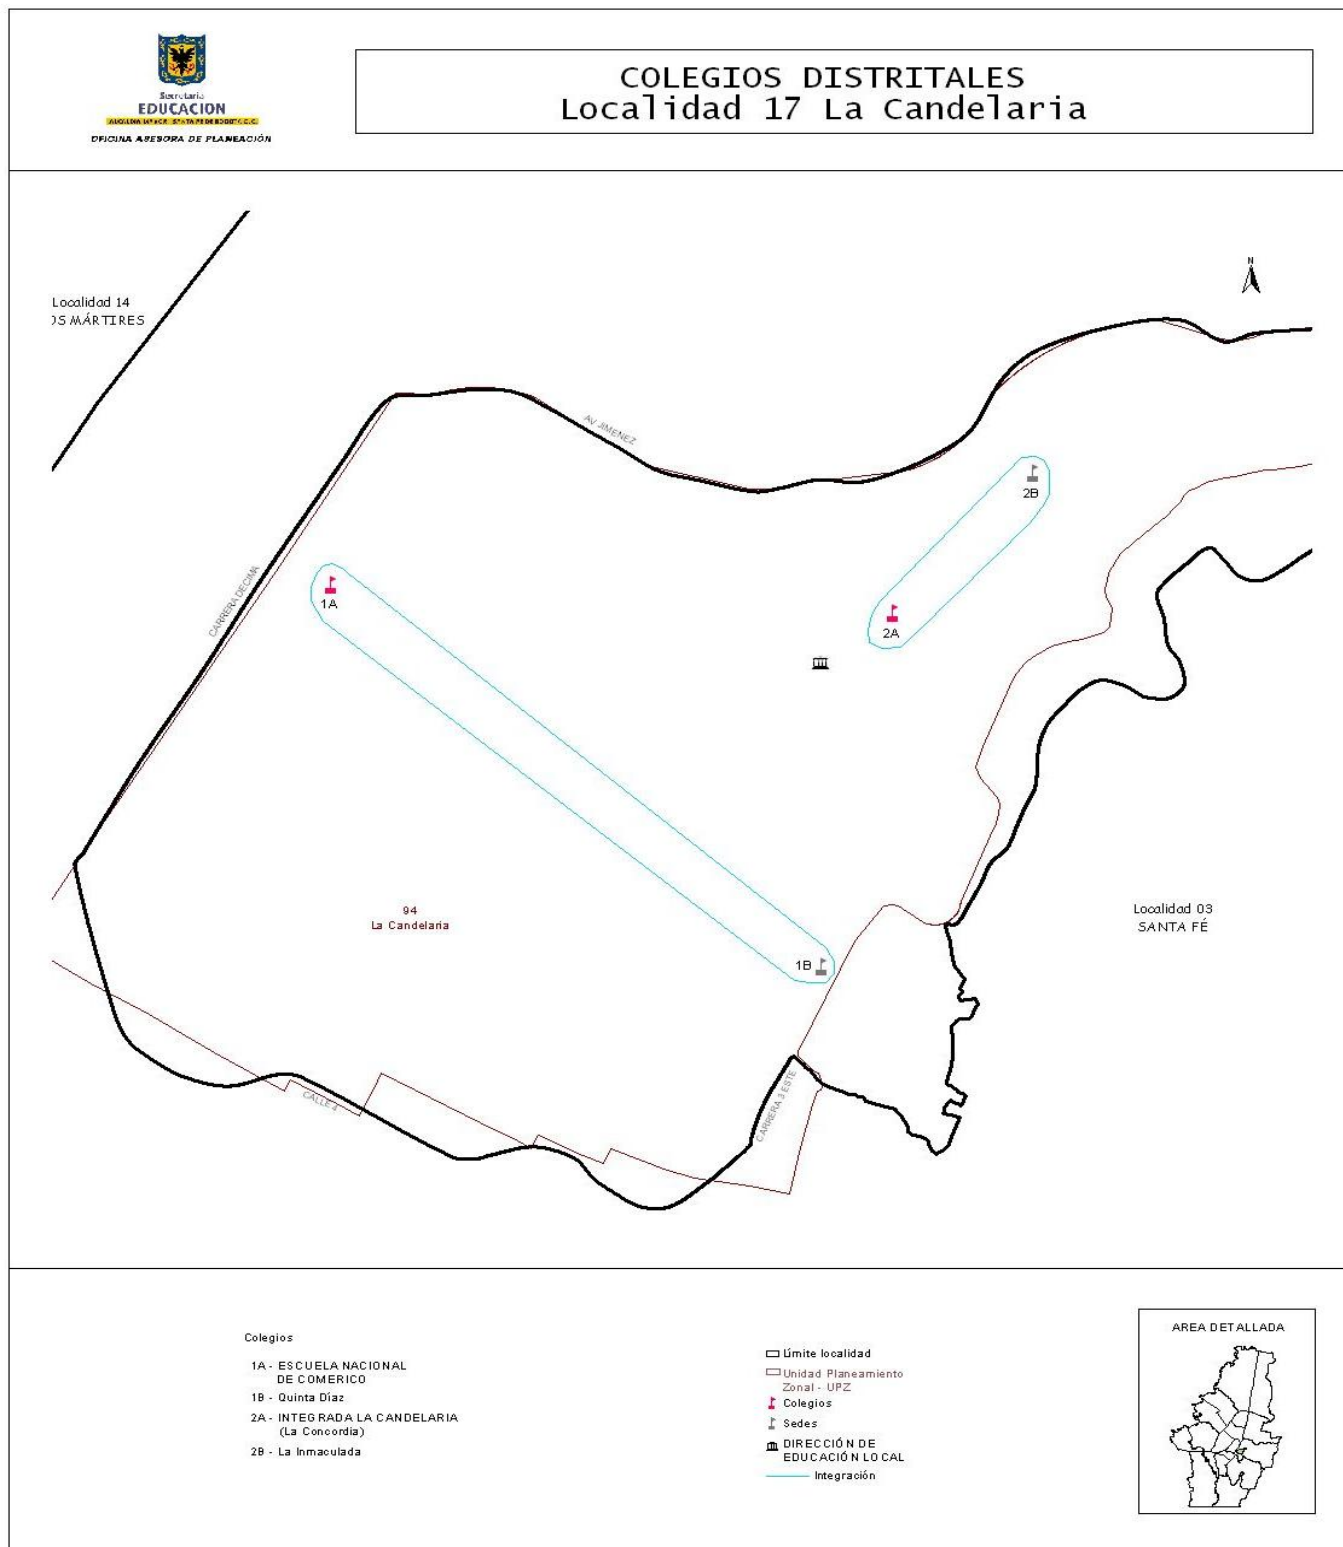 COLEGIOS DISTRITALES
Localidad 17 La Candelaria
Secretaría
EDUCACION
OFICINA ASESORA DE PLANEACIÓN
N
Localidad 14
OS MÁRTIRES
AV JIMENEZ
2B
CARRERA DECIMA
1A
2A
94
La Candelaria
Localidad 03
SANTA FÉ
1B
CALLE 4
CARRERA 3 ESTE
Colegios
1A - ESCUELA NACIONAL
DE COMERICO
1B - Quinta Díaz
2A - INTEGRADA LA CANDELARIA
(La Concordia)
2B - La Inmaculada
Límite localidad
Unidad Planeamiento
Zonal - UPZ
Colegios
Sedes
DIRECCIÓN DE
EDUCACIÓN LOCAL
Integración
AREA DETALLADA